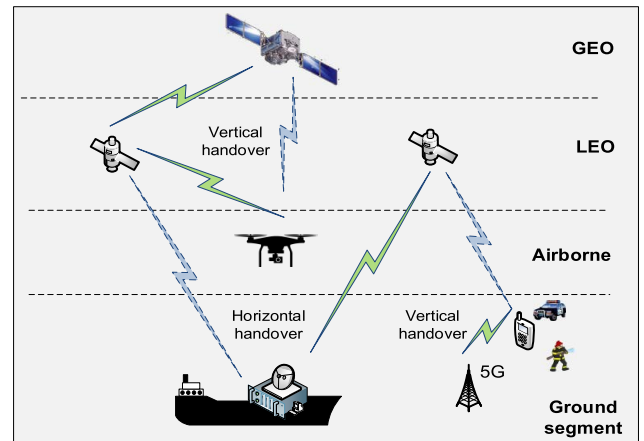 GEO
Vertical
handover
LEO
Airborne
Horizontal
handover
Vertical
handover
5G
Ground
segment